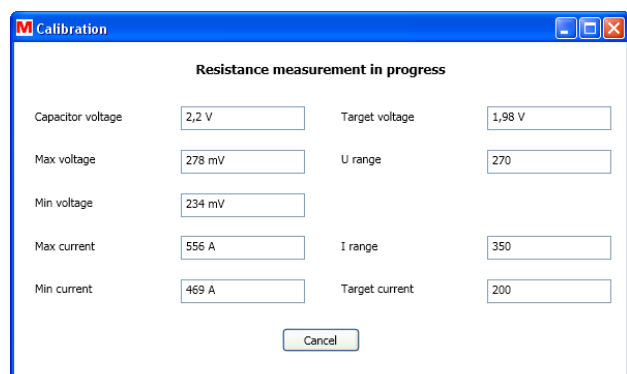 M Calibration
Resistance measurement in progress
Capacitor voltage 2,2 V Target voltage 1,98 V
Max voltage 278 mV U range 270
Min voltage 234 mV
Max current 556 A I range 350
Min current 469 A Target current 200
Cancel